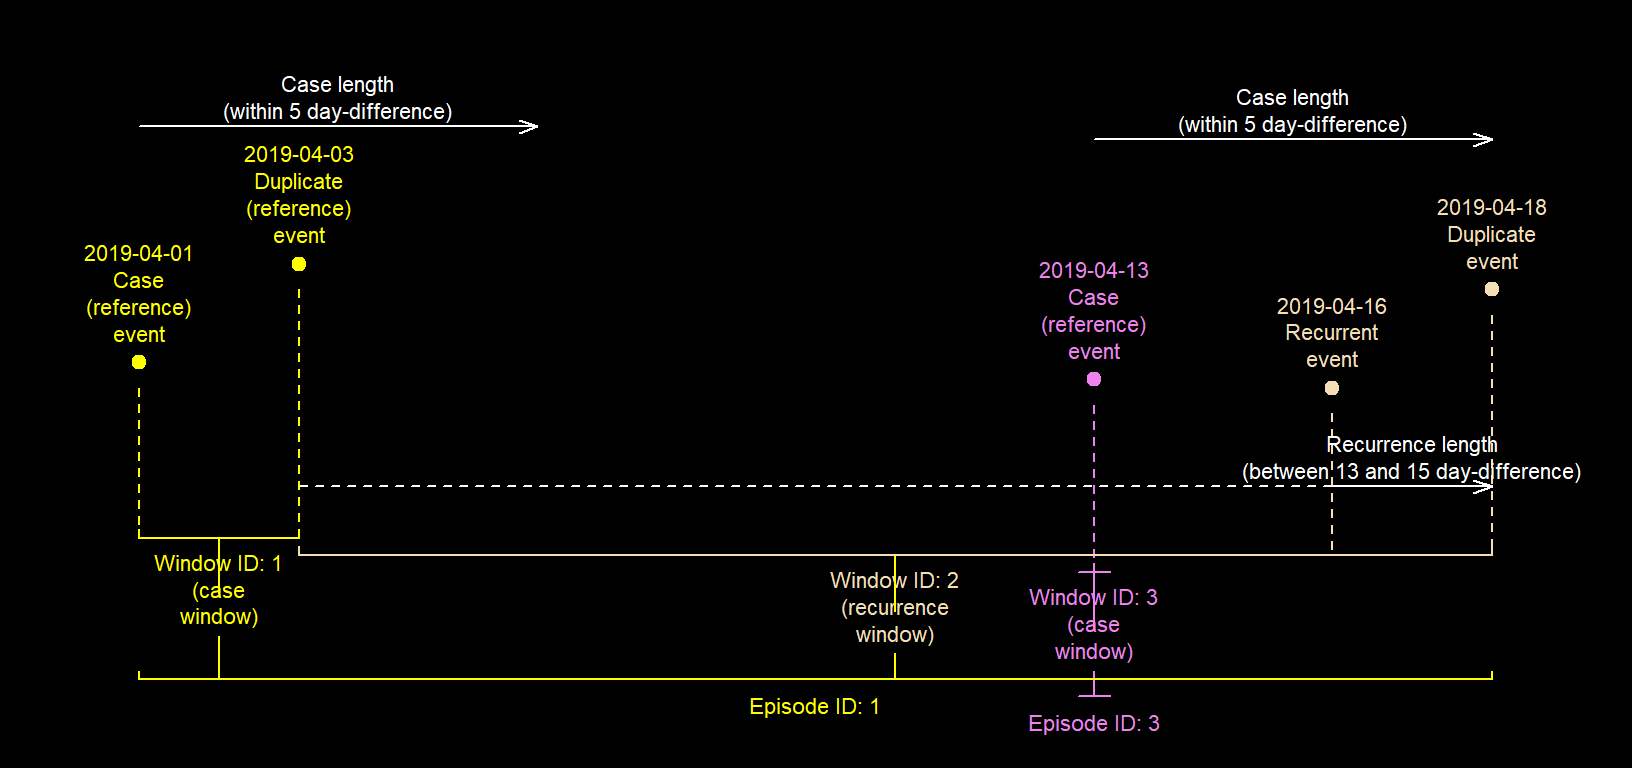 Case length
(within 5 day-difference)
Case length
(within 5 day-difference)
2019-04-03
Duplicate
(reference)
event
2019-04-01
Case
(reference)
event
2019-04-18
Duplicate
event
2019-04-13
Case
(reference)
event
2019-04-16
Recurrent
event
Recurrence length
(between 13 and 15 day-difference)
Window ID: 1
(case
window)
Window ID: 2
(recurrence
window)
Window ID: 3
(case
window)
Episode ID: 1
Episode ID: 3